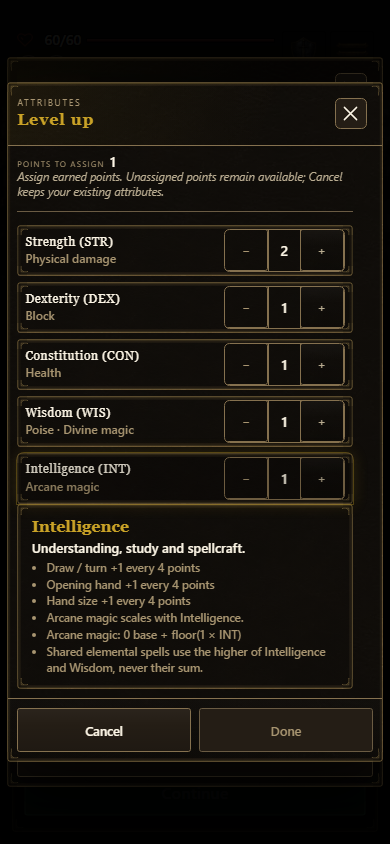 60/60
ATTRIBUTES
Level up
POINTS TO ASSIGN 1
Assign earned points. Unassigned points remain available; Cancel
keeps your existing attributes.
Strength (STR)
Physical damage
− 2 +
Dexterity (DEX)
Block
− 1 +
Constitution (CON)
Health
− 1 +
Wisdom (WIS)
Poise · Divine magic
− 1 +
Intelligence (INT)
Arcane magic
− 1 +
Intelligence
Understanding, study and spellcraft.
• Draw / turn +1 every 4 points
• Opening hand +1 every 4 points
• Hand size +1 every 4 points
• Arcane magic scales with Intelligence.
• Arcane magic: 0 base + floor(1 × INT)
• Shared elemental spells use the higher of Intelligence
and Wisdom, never their sum.
Cancel
Done